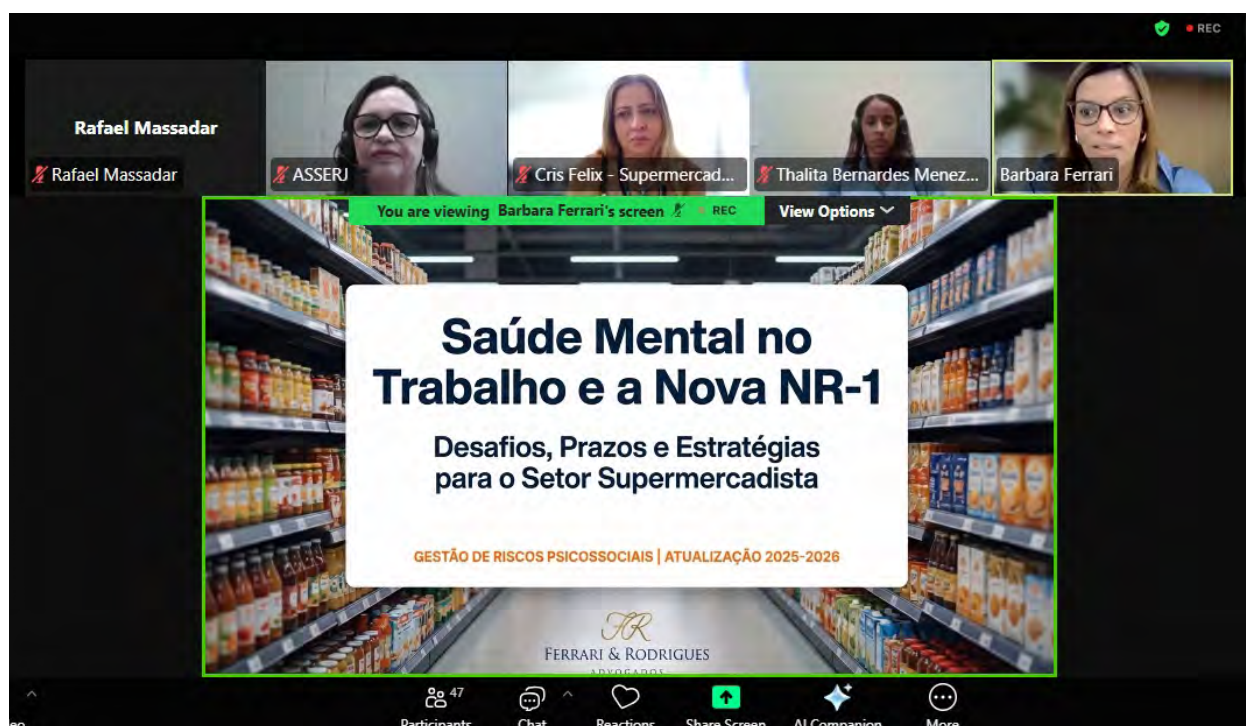 REC
Rafael Massadar
Rafael Massadar
ASSERJ
Cris Felix - Supermercad...
Thalita Bernardes Menez...
Barbara Ferrari
You are viewing Barbara Ferrari's screen
REC
View Options
Saúde Mental no
Trabalho e a Nova NR-1
Desafios, Prazos e Estratégias
para o Setor Supermercadista
GESTÃO DE RISCOS PSICOSSOCIAIS | ATUALIZAÇÃO 2025-2026
FR
FERRARI & RODRIGUES
ADVOGADOS
47
Participants
Chat
Reactions
Share Screen
AI Companion
More